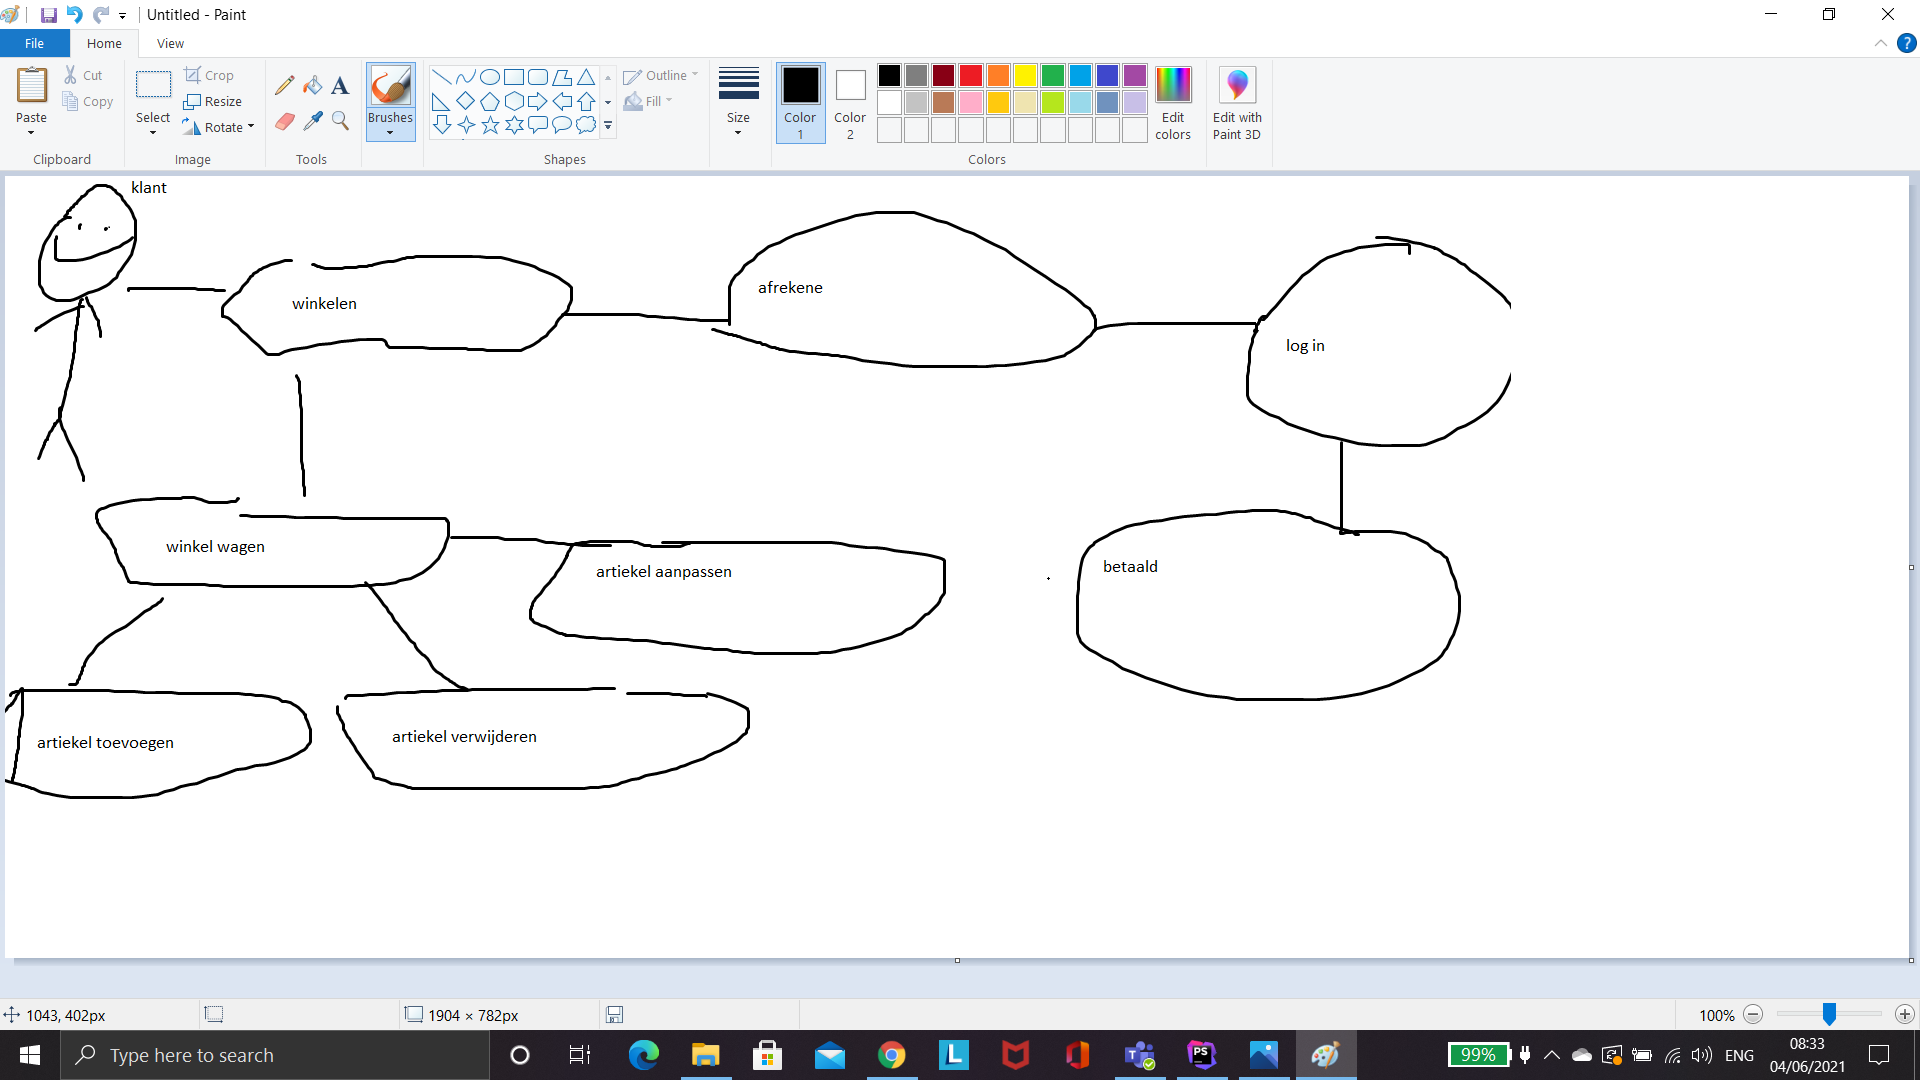 Untitled - Paint
File Home View
Paste
Cut
Copy
Clipboard
Select
Crop
Resize
Rotate
Image
Tools
Brushes
Outline
Fill
Shapes
Size
Color 1
Color 2
Edit colors
Colors
Edit with Paint 3D
klant
winkelen
afrekene
log in
winkel wagen
artiekel aanpassen
betaald
artiekel toevoegen
artiekel verwijderen
1043, 402px
1904 × 782px
100%
Type here to search
L
PS
99%
ENG
08:33
04/06/2021